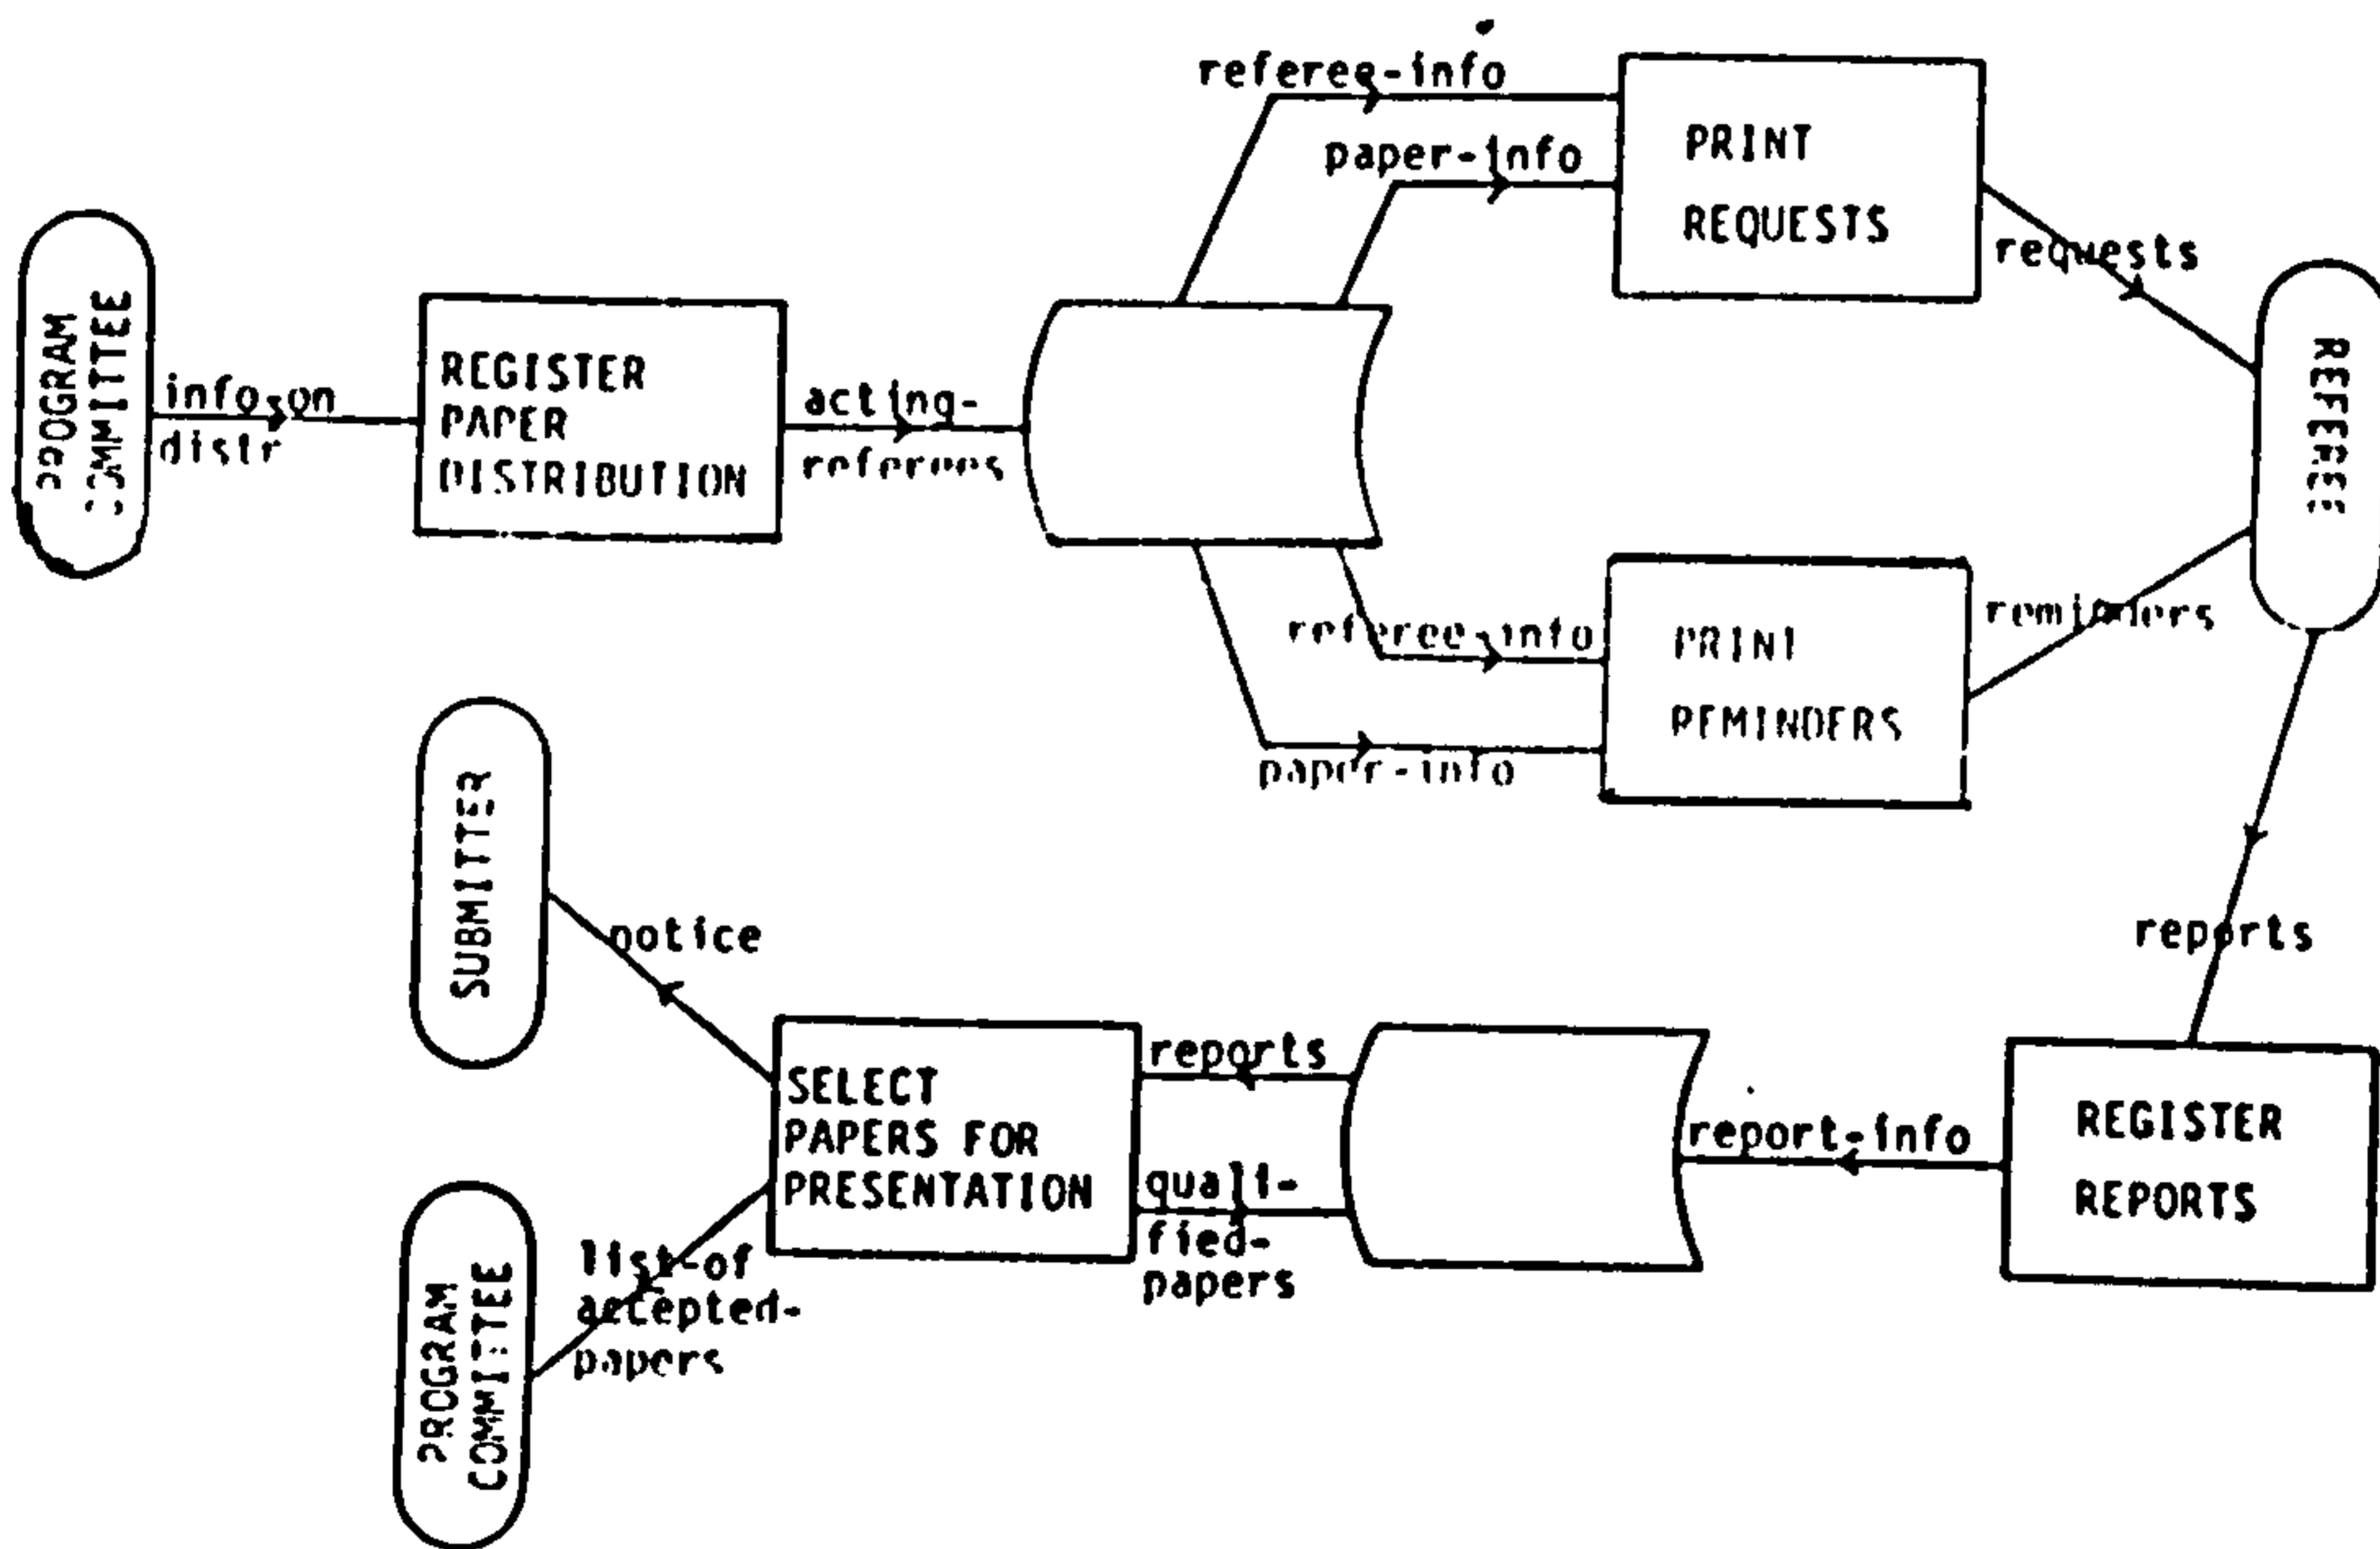 referee-info
paper-info
PRINT
REQUESTS
requests
PROGRAM
COMMITTEE
info-on
distr
REGISTER
PAPER
DISTRIBUTION
acting-
referees
REFEREE
referee-info
paper-info
PRINT
REMINDERS
reminders
SUBMITTER
notice
reports
SELECT
PAPERS FOR
PRESENTATION
reports
quali-
fied-
papers
report-info
REGISTER
REPORTS
PROGRAM
COMMITTEE
list-of
accepted-
papers